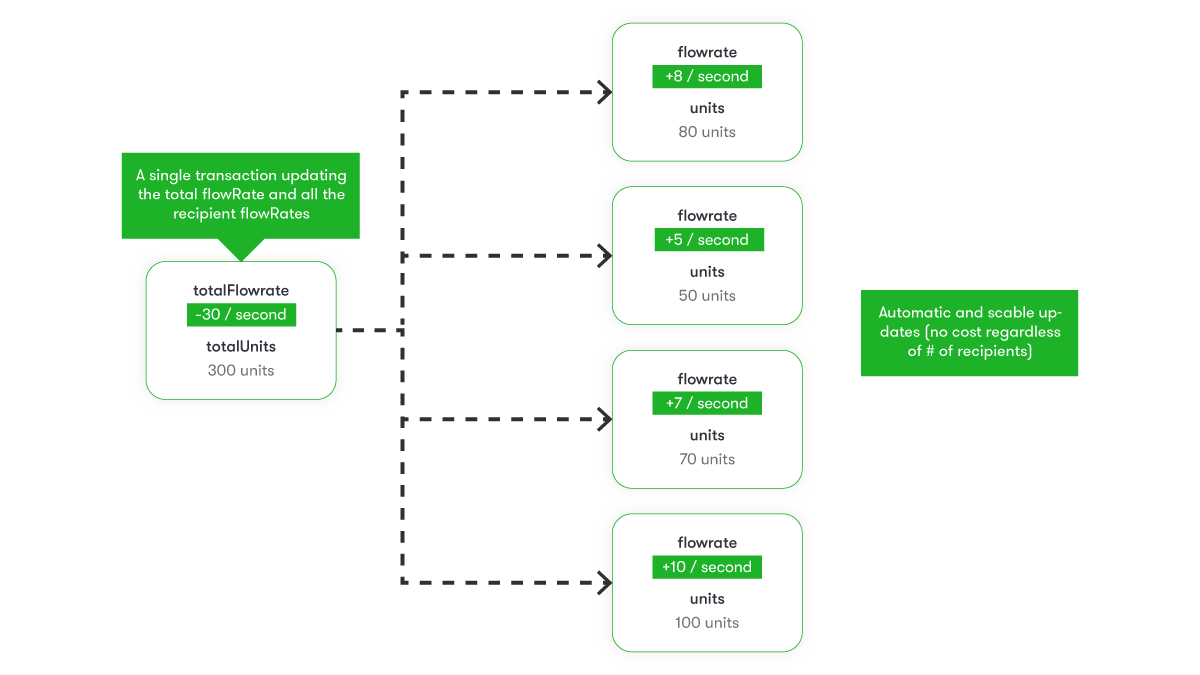 A single transaction updating
the total flowRate and all the
recipient flowRates
totalFlowrate
-30 / second
totalUnits
300 units
flowrate
+8 / second
units
80 units
flowrate
+5 / second
units
50 units
flowrate
+7 / second
units
70 units
flowrate
+10 / second
units
100 units
Automatic and scable up-
dates (no cost regardless
of # of recipients)